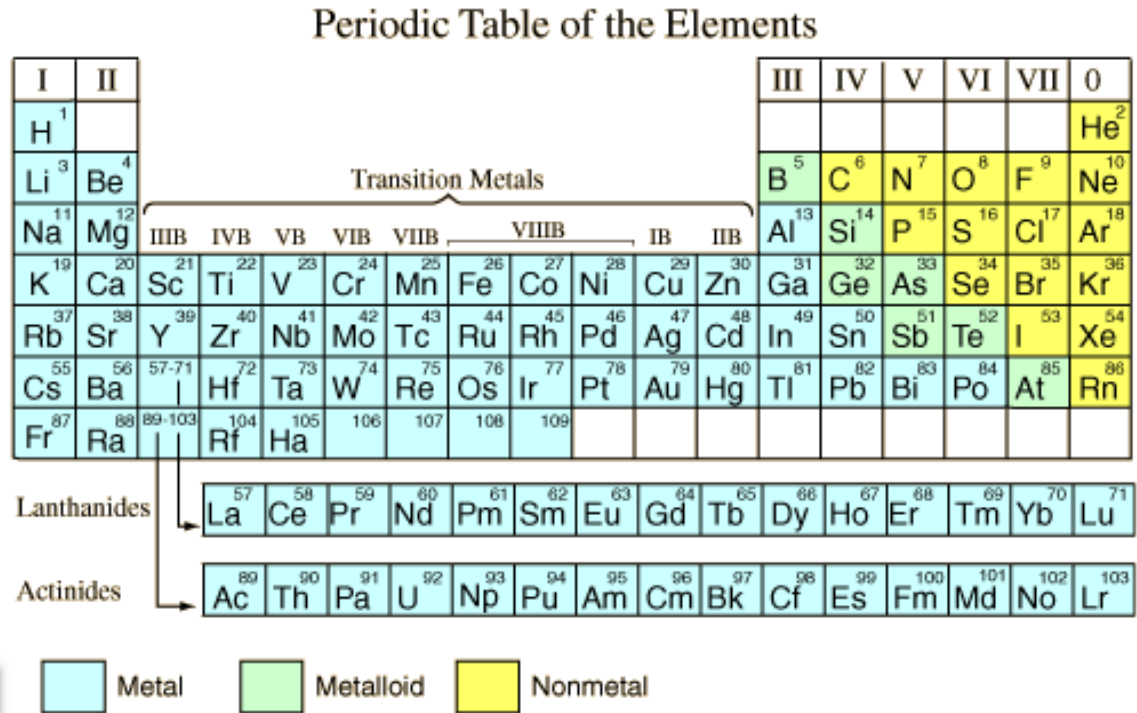 Periodic Table of the Elements
I II III IV V VI VII 0
H 1 He 2
Li 3 Be 4 Transition Metals B 5 C 6 N 7 O 8 F 9 Ne 10
Na 11 Mg 12 IIIB IVB VB VIB VIIB VIIIB IB IIB Al 13 Si 14 P 15 S 16 Cl 17 Ar 18
K 19 Ca 20 Sc 21 Ti 22 V 23 Cr 24 Mn 25 Fe 26 Co 27 Ni 28 Cu 29 Zn 30 Ga 31 Ge 32 As 33 Se 34 Br 35 Kr 36
Rb 37 Sr 38 Y 39 Zr 40 Nb 41 Mo 42 Tc 43 Ru 44 Rh 45 Pd 46 Ag 47 Cd 48 In 49 Sn 50 Sb 51 Te 52 I 53 Xe 54
Cs 55 Ba 56 57-71 Hf 72 Ta 73 W 74 Re 75 Os 76 Ir 77 Pt 78 Au 79 Hg 80 Tl 81 Pb 82 Bi 83 Po 84 At 85 Rn 86
Fr 87 Ra 88 89-103 Rf 104 Ha 105 106 107 108 109
Lanthanides La 57 Ce 58 Pr 59 Nd 60 Pm 61 Sm 62 Eu 63 Gd 64 Tb 65 Dy 66 Ho 67 Er 68 Tm 69 Yb 70 Lu 71
Actinides Ac 89 Th 90 Pa 91 U 92 Np 93 Pu 94 Am 95 Cm 96 Bk 97 Cf 98 Es 99 Fm 100 Md 101 No 102 Lr 103
Metal Metalloid Nonmetal